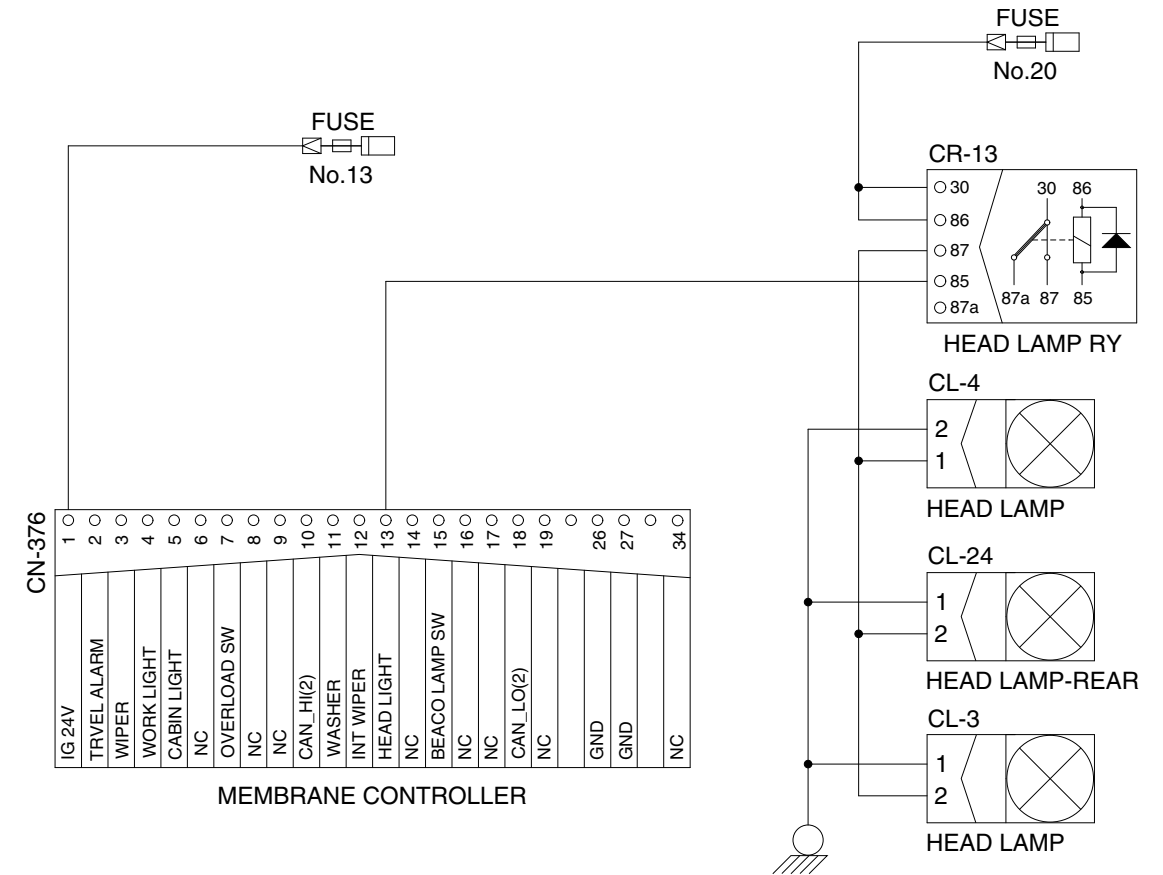 FUSE
No.20
FUSE
No.13
CR-13
30
86
87
85
87a
30 86
87a 87 85
HEAD LAMP RY
CL-4
2
1
HEAD LAMP
CL-24
1
2
HEAD LAMP-REAR
CL-3
1
2
HEAD LAMP
CN-376
1 2 3 4 5 6 7 8 9 10 11 12 13 14 15 16 17 18 19 26 27 34
IG 24V
TRVEL ALARM
WIPER
WORK LIGHT
CABIN LIGHT
NC
OVERLOAD SW
NC
NC
CAN_HI(2)
WASHER
INT WIPER
HEAD LIGHT
NC
BEACO LAMP SW
NC
NC
CAN_LO(2)
NC
GND
GND
NC
MEMBRANE CONTROLLER